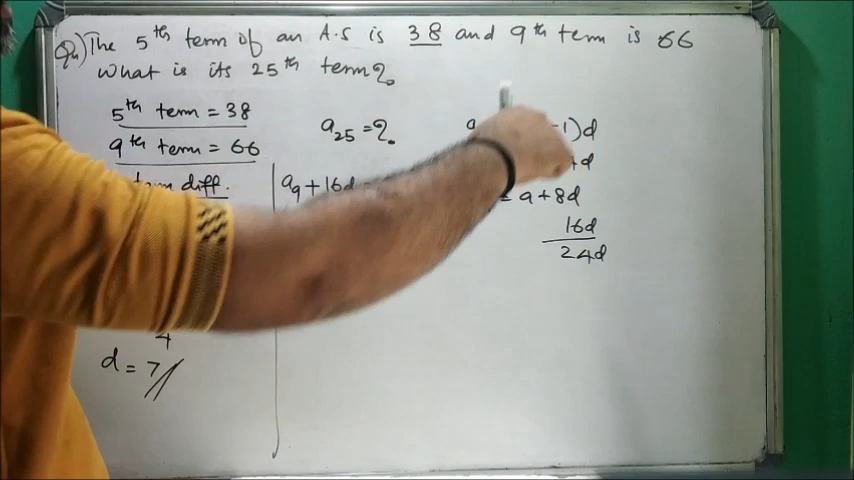 Qn) The 5th term of an A.S is 38 and 9th term is 66
What is its 25th term?
5th term = 38
9th term = 66
diff.
4
d = 7//
a25 = ?
a9 + 16d
-1)d
+d
= a + 8d
16d
24d